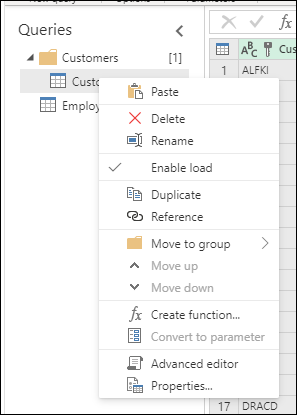 Queries
fx
Customers [1]
Custo
ABC Cus
1 ALFKI
Employ
Paste
Delete
Rename
Enable load
Duplicate
Reference
Move to group
Move up
Move down
fx Create function...
Convert to parameter
Advanced editor
Properties...
17 DRACD